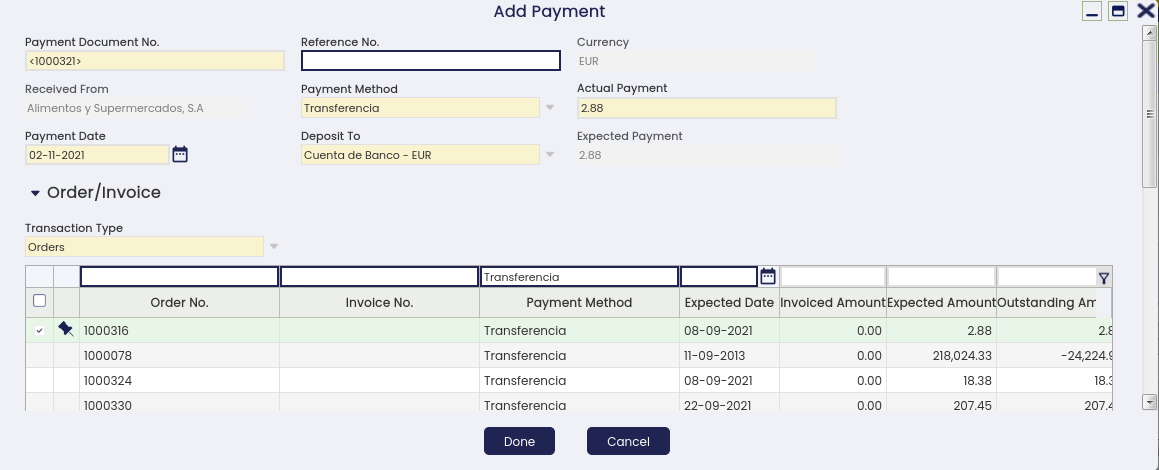 Add Payment
Payment Document No.
Reference No.
Currency
<1000321>
EUR
Received From
Payment Method
Actual Payment
Alimentos y Supermercados, S.A
Transferencia
2.88
Payment Date
Deposit To
Expected Payment
02-11-2021
Cuenta de Banco - EUR
2.88
Order/Invoice
Transaction Type
Orders
Transferencia
Order No. Invoice No. Payment Method Expected Date Invoiced Amount Expected Amount Outstanding Am
1000316 Transferencia 08-09-2021 0.00 2.88 2.8
1000078 Transferencia 11-09-2013 0.00 218,024.33 -24,224.9
1000324 Transferencia 08-09-2021 0.00 18.38 18.3
1000330 Transferencia 22-09-2021 0.00 207.45 207.4
Done Cancel